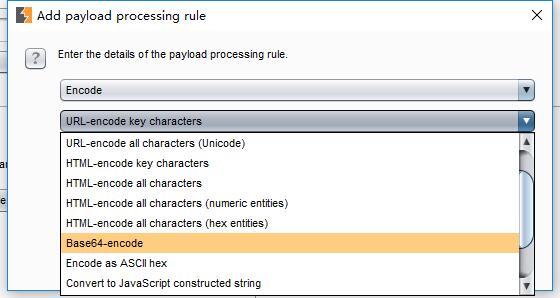 Add payload processing rule
Enter the details of the payload processing rule.
?
Encode
URL-encode key characters
URL-encode all characters (Unicode)
HTML-encode key characters
HTML-encode all characters
HTML-encode all characters (numeric entities)
HTML-encode all characters (hex entities)
Base64-encode
Encode as ASCII hex
Convert to JavaScript constructed string